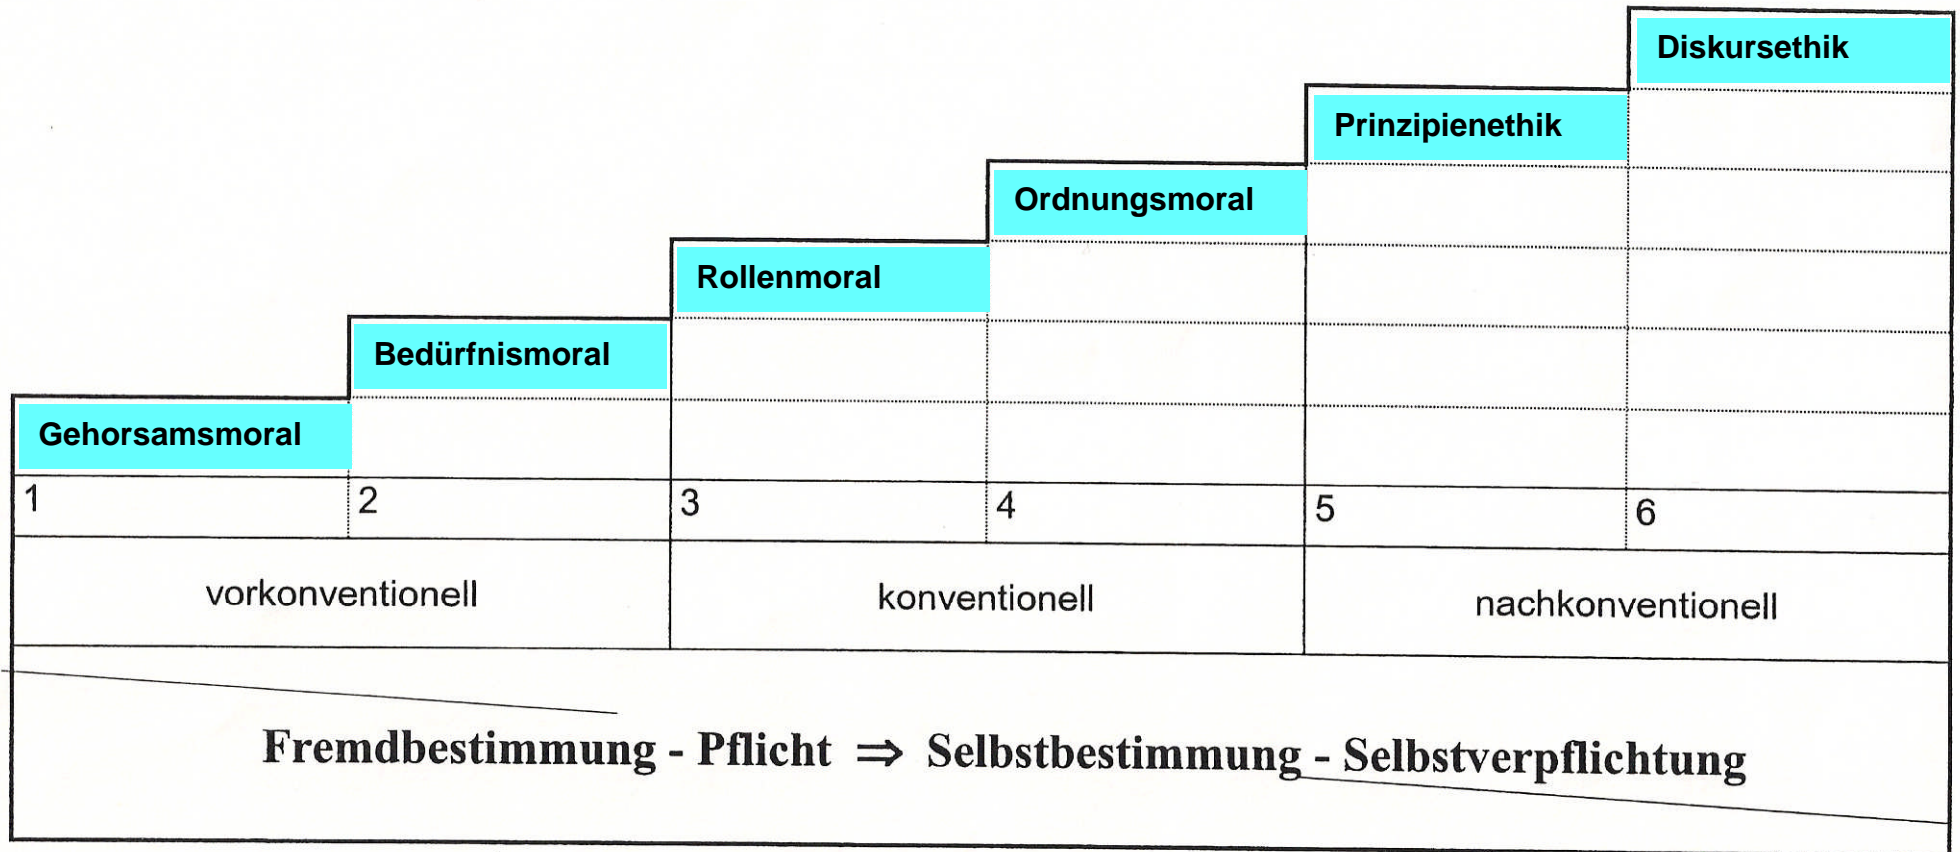 Diskursethik
Prinzipienethik
Ordnungsmoral
Rollenmoral
Bedürfnismoral
Gehorsamsmoral
1 2 3 4 5 6
vorkonventionell konventionell nachkonventionell
Fremdbestimmung - Pflicht ⇒ Selbstbestimmung - Selbstverpflichtung